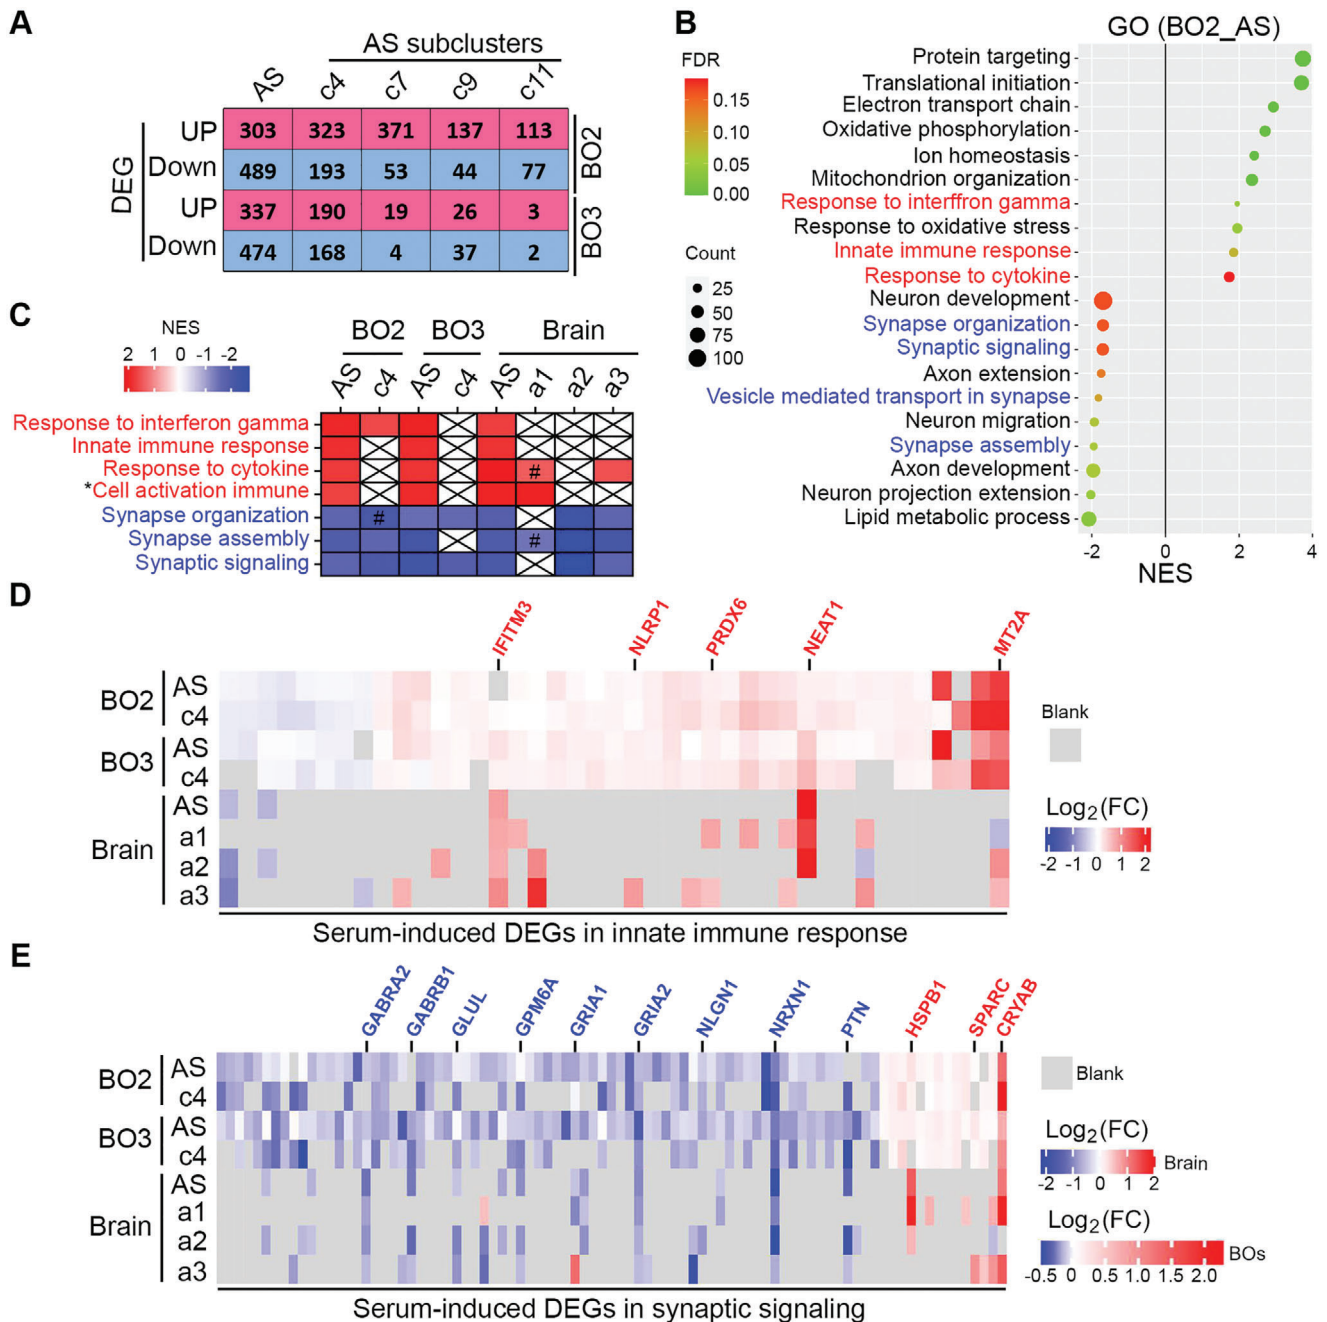 A
AS subclusters
AS c4 c7 c9 c11
DEG
UP 303 323 371 137 113
Down 489 193 53 44 77
BO2
UP 337 190 19 26 3
Down 474 168 4 37 2
BO3
B
GO (BO2_AS)
FDR
0.15
0.10
0.05
0.00
Count
25
50
75
100
Protein targeting
Translational initiation
Electron transport chain
Oxidative phosphorylation
Ion homeostasis
Mitochondrion organization
Response to interffron gamma
Response to oxidative stress
Innate immune response
Response to cytokine
Neuron development
Synapse organization
Synaptic signaling
Axon extension
Vesicle mediated transport in synapse
Neuron migration
Synapse assembly
Axon development
Neuron projection extension
Lipid metabolic process
-2 0 2 4
NES
C
NES
2 1 0 -1 -2
BO2 BO3 Brain
AS c4 AS c4 AS a1 a2 a3
Response to interferon gamma
Innate immune response
Response to cytokine #
*Cell activation immune
Synapse organization #
Synapse assembly #
Synaptic signaling
D
IFITM3 NLRP1 PRDX6 NEAT1 MT2A
BO2
AS
c4
BO3
AS
c4
Brain
AS
a1
a2
a3
Serum-induced DEGs in innate immune response
Blank
Log2(FC)
-2 -1 0 1 2
E
GABRA2 GABRB1 GLUL GPM6A GRIA1 GRIA2 NLGN1 NRXN1 PTN HSPB1 SPARC CRYAB
BO2
AS
c4
BO3
AS
c4
Brain
AS
a1
a2
a3
Serum-induced DEGs in synaptic signaling
Blank
Log2(FC)
Brain
-2 -1 0 1 2
Log2(FC)
BOs
-0.5 0 0.5 1.0 1.5 2.0